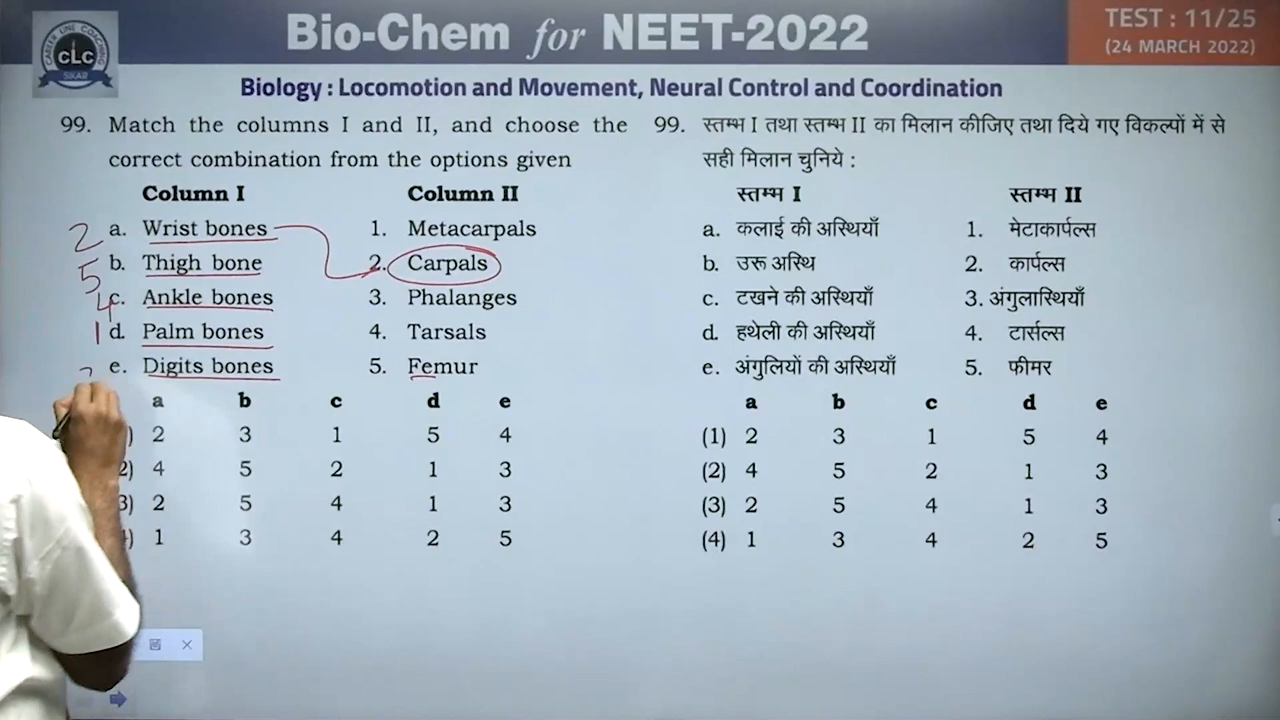 Bio-Chem for NEET-2022
TEST : 11/25
(24 MARCH 2022)
CAREER LINE COACHING
CLC
SIKAR
Biology : Locomotion and Movement, Neural Control and Coordination
99. Match the columns I and II, and choose the
correct combination from the options given
Column I Column II
2 a. Wrist bones 1. Metacarpals
5 b. Thigh bone 2. Carpals
4 c. Ankle bones 3. Phalanges
1 d. Palm bones 4. Tarsals
e. Digits bones 5. Femur
a b c d e
) 2 3 1 5 4
2) 4 5 2 1 3
3) 2 5 4 1 3
) 1 3 4 2 5
99. स्तम्भ I तथा स्तम्भ II का मिलान कीजिए तथा दिये गए विकल्पों में से
सही मिलान चुनिये :
स्तम्भ I स्तम्भ II
a. कलाई की अस्थियाँ 1. मेटाकार्पल्स
b. उरू अस्थि 2. कार्पल्स
c. टखने की अस्थियाँ 3. अंगुलास्थियाँ
d. हथेली की अस्थियाँ 4. टार्सल्स
e. अंगुलियों की अस्थियाँ 5. फीमर
a b c d e
(1) 2 3 1 5 4
(2) 4 5 2 1 3
(3) 2 5 4 1 3
(4) 1 3 4 2 5